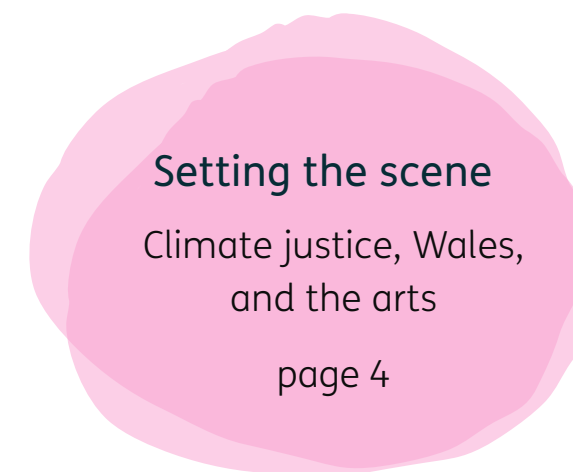 Setting the scene
Climate justice, Wales,
and the arts
page 4